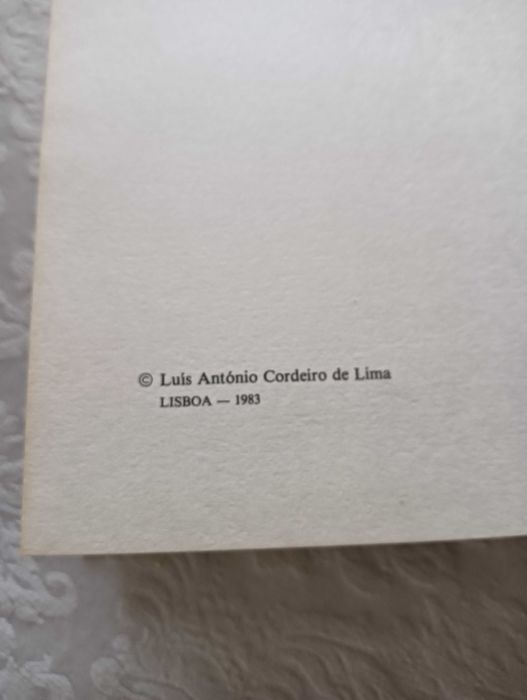 © Luís António Cordeiro de Lima
LISBOA — 1983